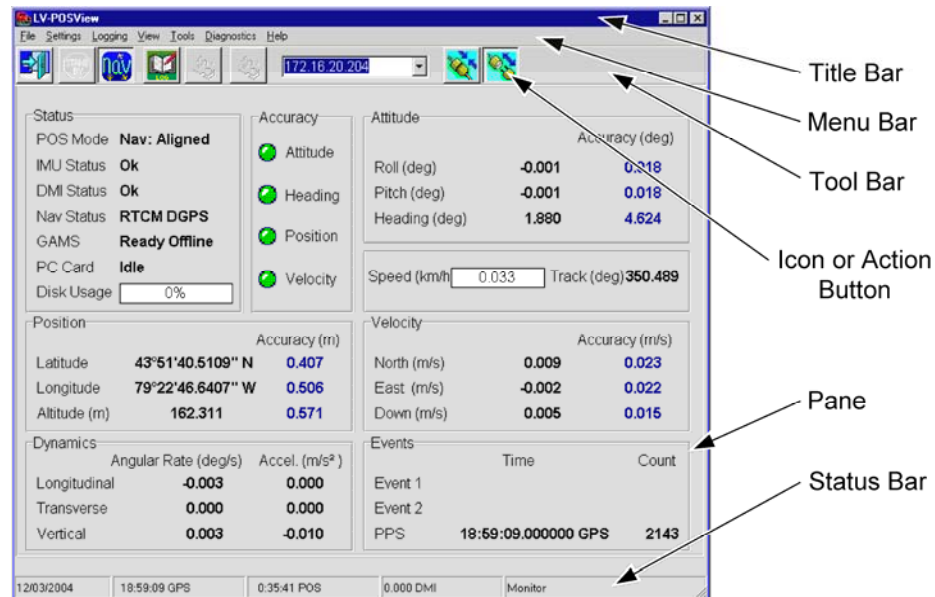 LV-POSView
File Settings Logging View Tools Diagnostics Help
Nav 172.16.20.204
Title Bar
Menu Bar
Tool Bar
Icon or Action
Button
Pane
Status Bar
Status
POS Mode Nav: Aligned
IMU Status Ok
DMI Status Ok
Nav Status RTCM DGPS
GAMS Ready Offline
PC Card Idle
Disk Usage 0%
Accuracy
Attitude
Heading
Position
Velocity
Attitude
Accuracy (deg)
Roll (deg) -0.001 0.018
Pitch (deg) -0.001 0.018
Heading (deg) 1.880 4.624
Speed (km/h 0.033 Track (deg) 350.489
Position
Accuracy (m)
Latitude 43°51'40.5109" N 0.407
Longitude 79°22'46.6407" W 0.506
Altitude (m) 162.311 0.571
Velocity
Accuracy (m/s)
North (m/s) 0.009 0.023
East (m/s) -0.002 0.022
Down (m/s) 0.005 0.015
Dynamics
Angular Rate (deg/s) Accel. (m/s²)
Longitudinal -0.003 0.000
Transverse 0.000 0.000
Vertical 0.003 -0.010
Events
Time Count
Event 1
Event 2
PPS 18:59:09.000000 GPS 2143
12/03/2004 18:59:09 GPS 0:35:41 POS 0.000 DMI Monitor